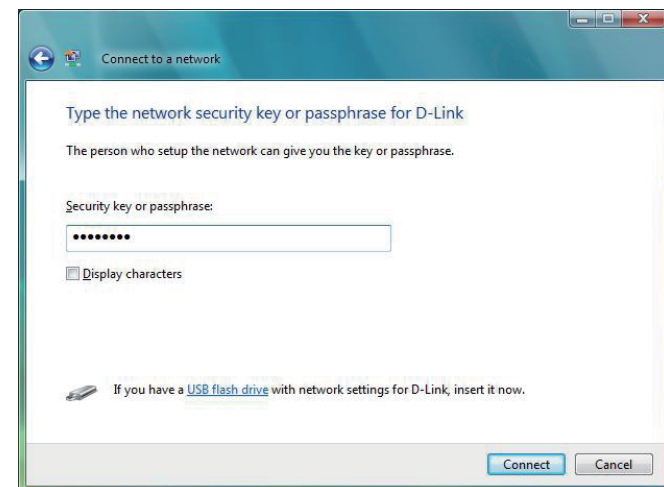 Connect to a network
Type the network security key or passphrase for D-Link
The person who setup the network can give you the key or passphrase.
Security key or passphrase:
••••••••
Display characters
If you have a USB flash drive with network settings for D-Link, insert it now.
Connect Cancel